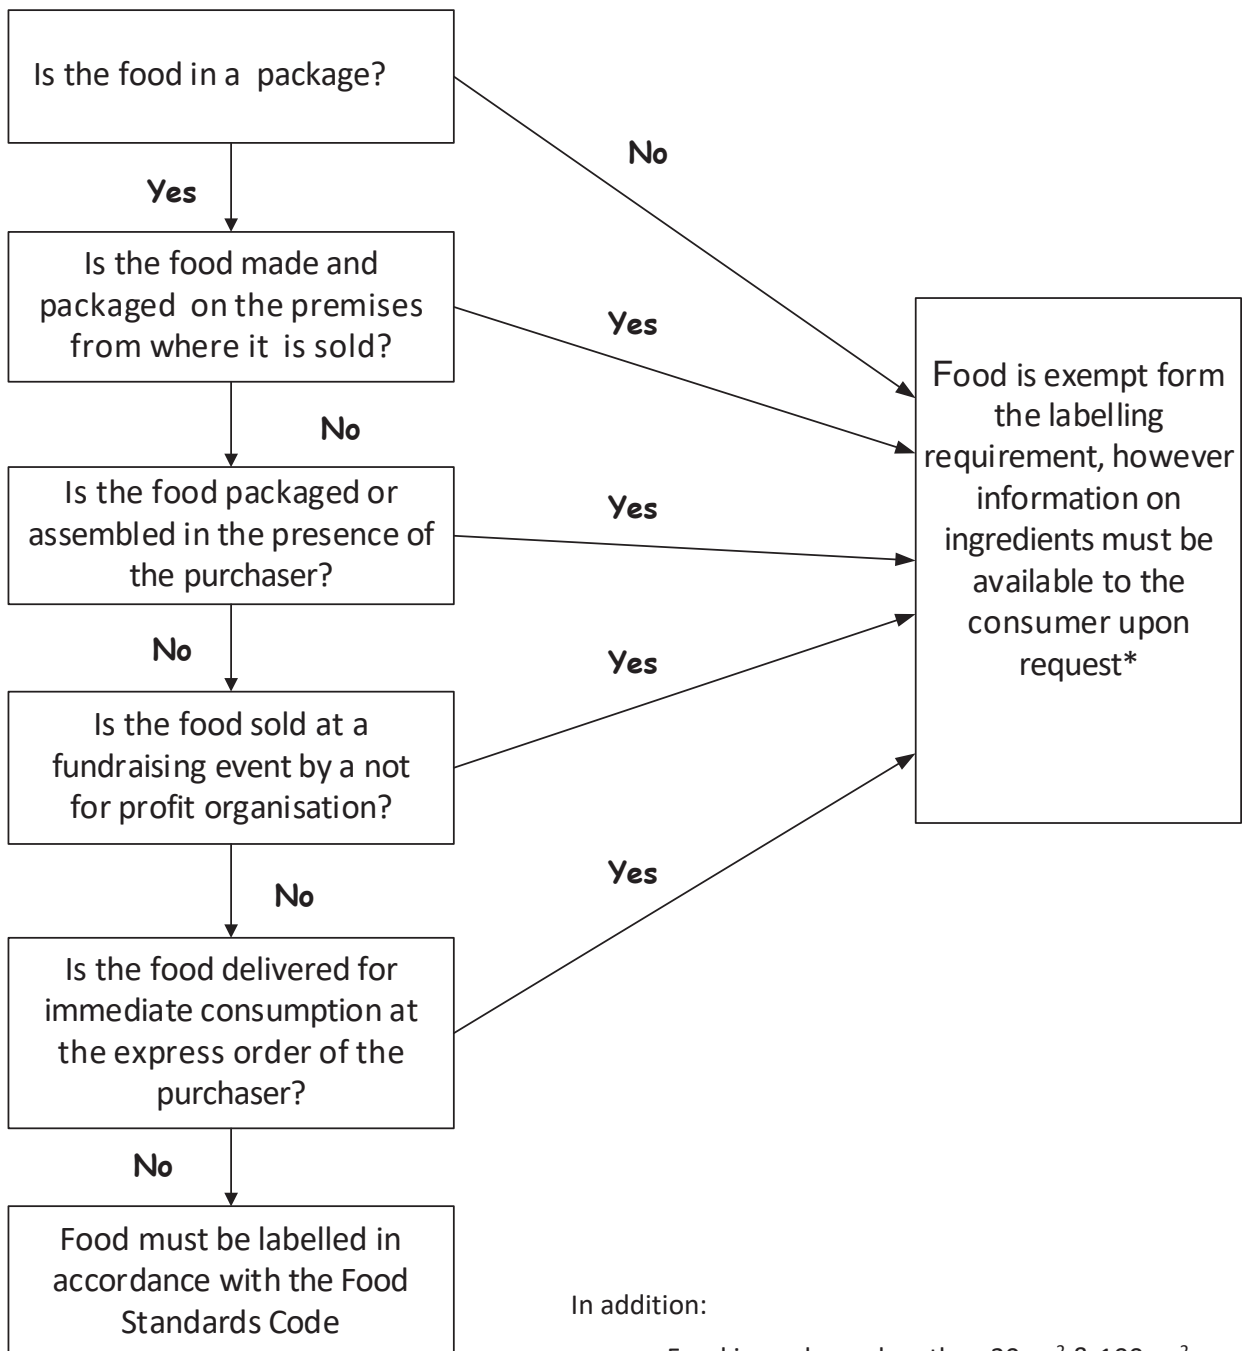 Is the food in a package?
No
Yes
Is the food made and
packaged on the premises
from where it is sold?
Yes
No
Food is exempt form
the labelling
requirement, however
information on
ingredients must be
available to the
consumer upon
request*
Is the food packaged or
assembled in the presence of
the purchaser?
Yes
No
Yes
Is the food sold at a
fundraising event by a not
for profit organisation?
Yes
No
Is the food delivered for
immediate consumption at
the express order of the
purchaser?
No
Food must be labelled in
accordance with the Food
Standards Code
In addition: